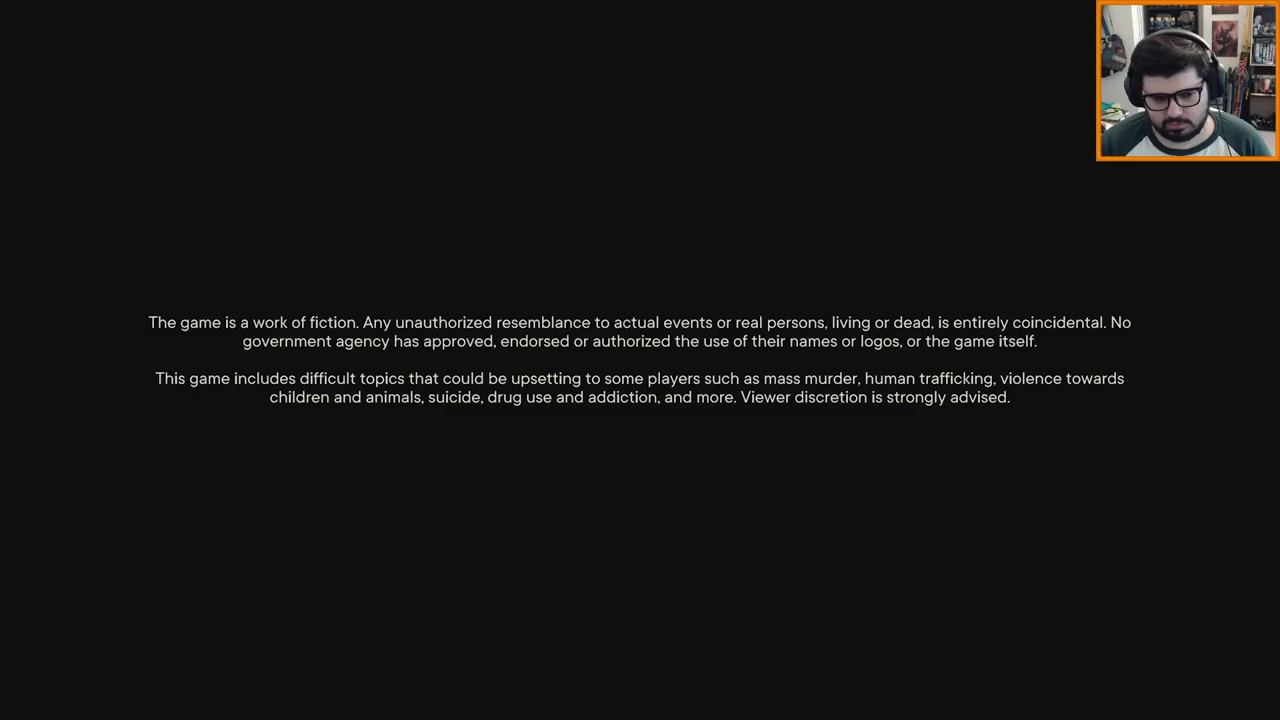 The game is a work of fiction. Any unauthorized resemblance to actual events or real persons, living or dead, is entirely coincidental. No
government agency has approved, endorsed or authorized the use of their names or logos, or the game itself.
This game includes difficult topics that could be upsetting to some players such as mass murder, human trafficking, violence towards
children and animals, suicide, drug use and addiction, and more. Viewer discretion is strongly advised.